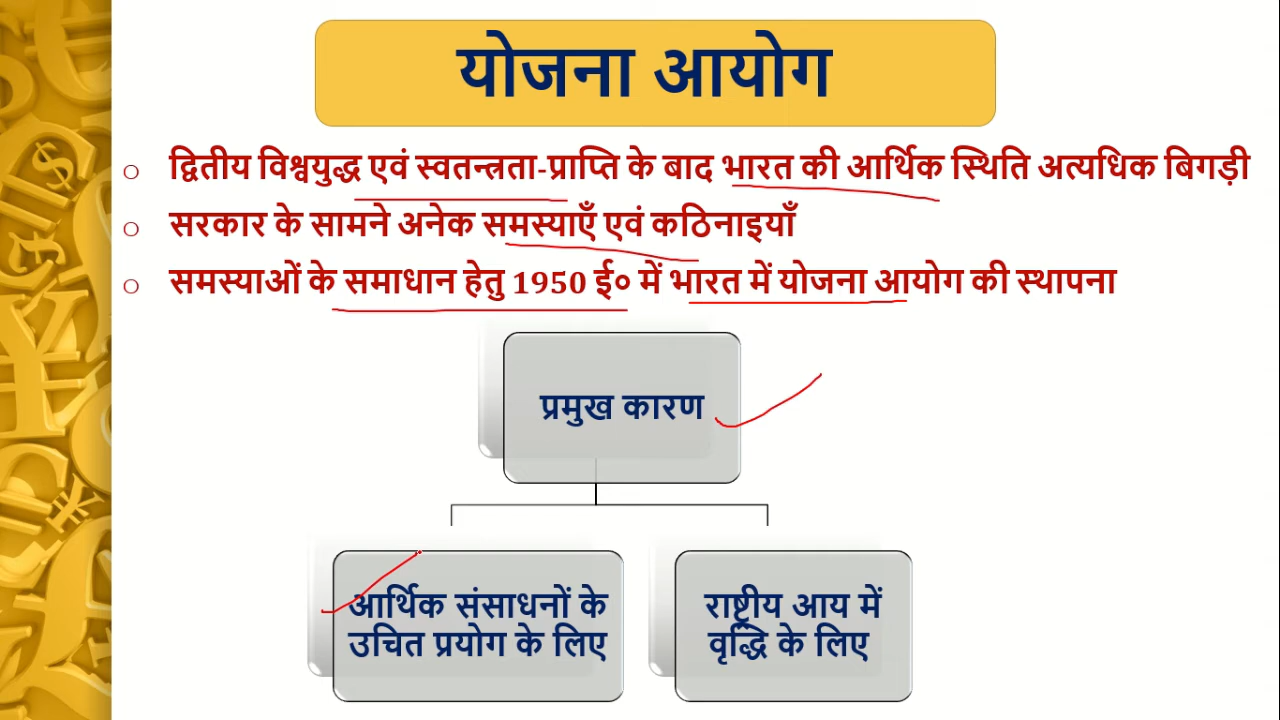 योजना आयोग
द्वितीय विश्वयुद्ध एवं स्वतन्त्रता-प्राप्ति के बाद भारत की आर्थिक स्थिति अत्यधिक बिगड़ी
सरकार के सामने अनेक समस्याएँ एवं कठिनाइयाँ
समस्याओं के समाधान हेतु 1950 ई० में भारत में योजना आयोग की स्थापना
प्रमुख कारण
आर्थिक संसाधनों के
उचित प्रयोग के लिए
राष्ट्रीय आय में
वृद्धि के लिए